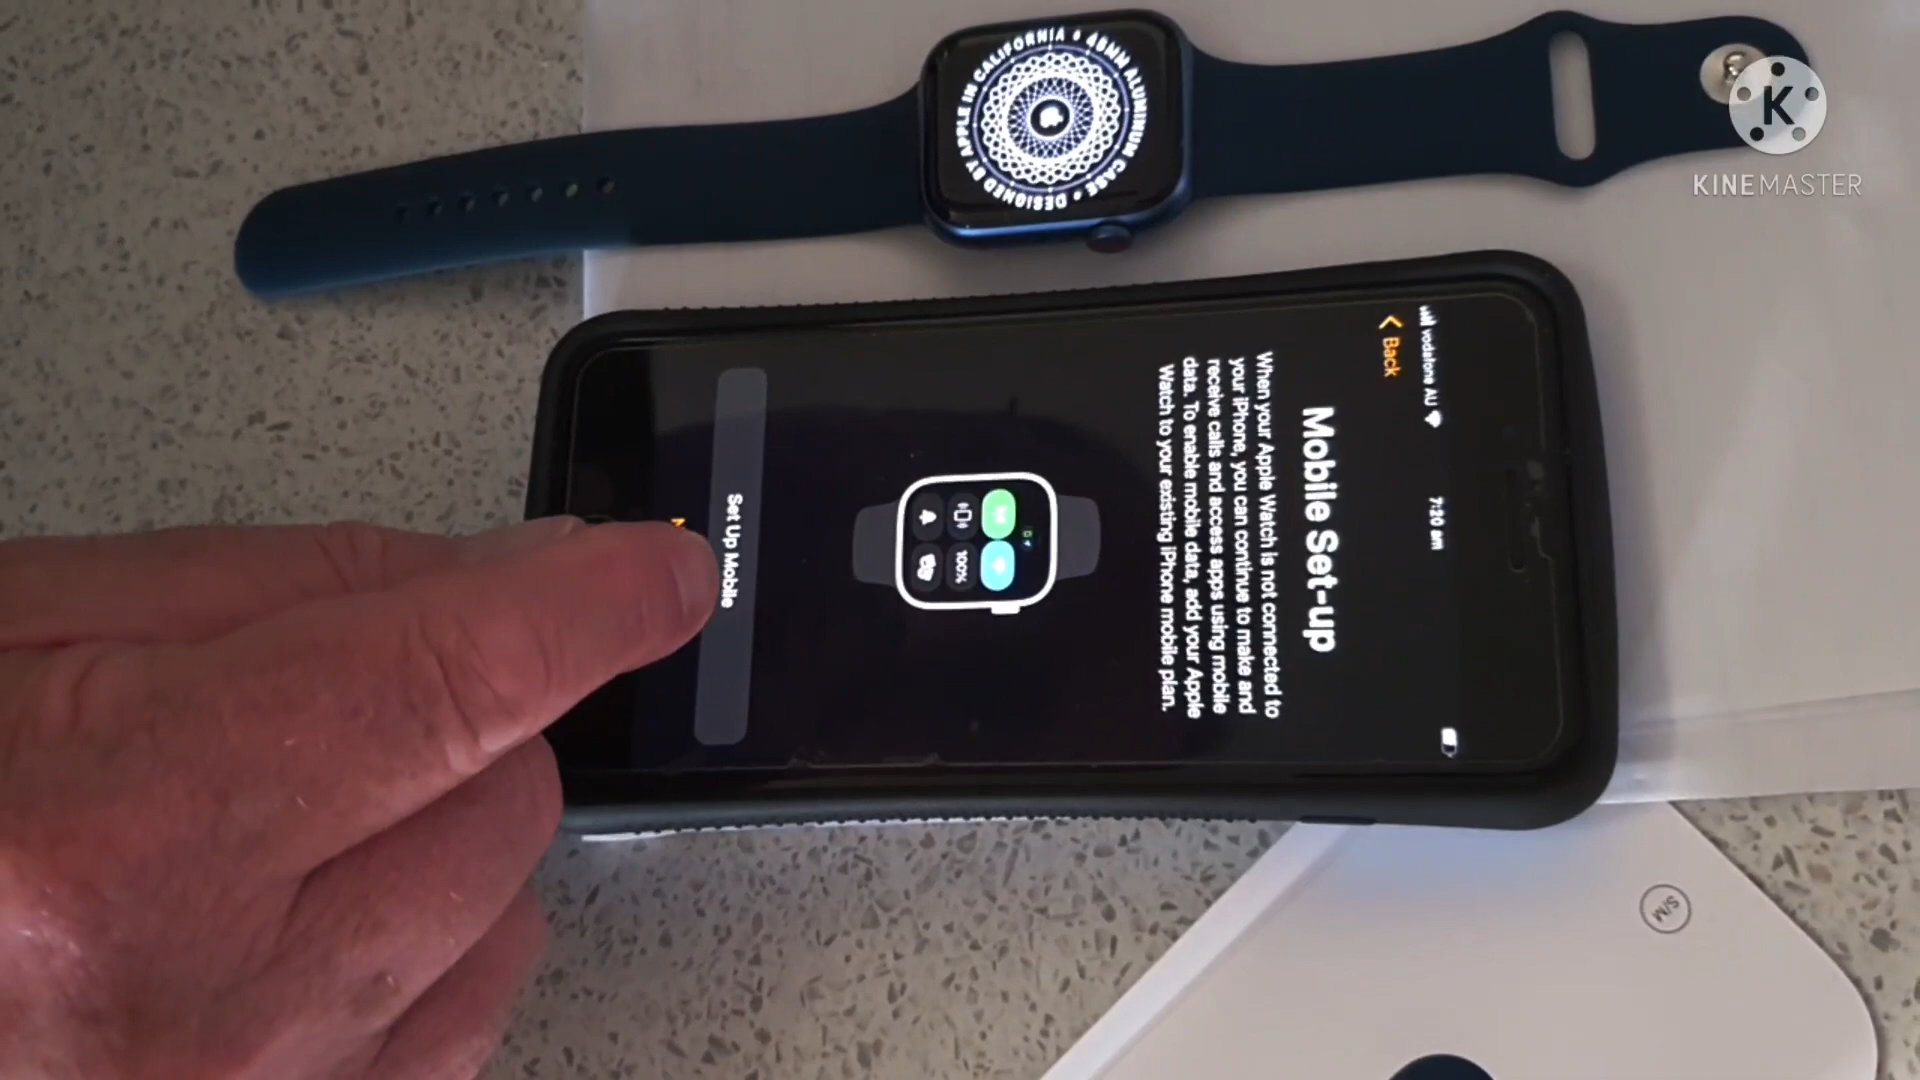 DESIGNED BY APPLE IN CALIFORNIA • 45MM ALUMINIUM CASE •
K
KINEMASTER
vodafone AU
7:20 am
Back
Mobile Set-up
When your Apple Watch is not connected to
your iPhone, you can continue to make and
receive calls and access apps using mobile
data. To enable mobile data, add your Apple
Watch to your existing iPhone mobile plan.
100%
Set Up Mobile
S/M